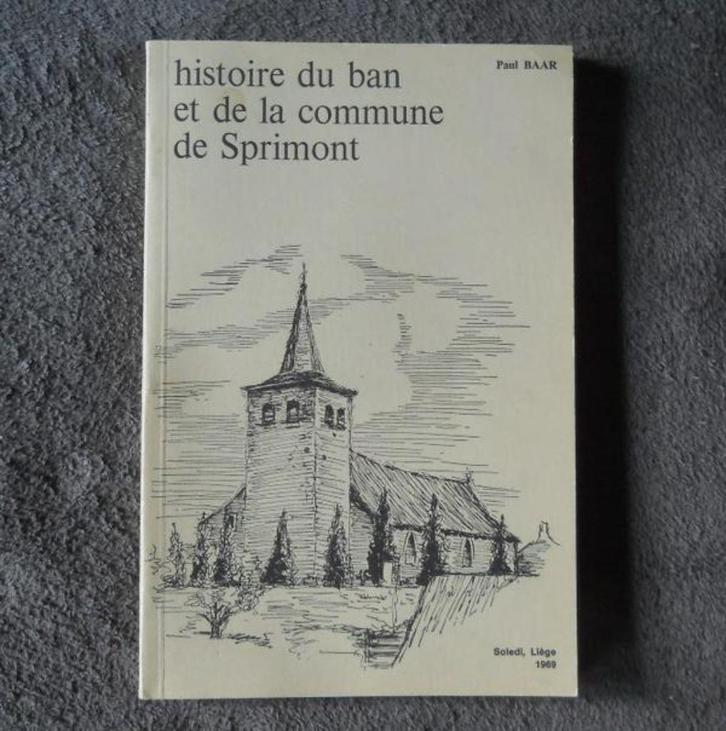 histoire du ban
et de la commune
de Sprimont
Paul BAAR
Soledi, Liège
1969